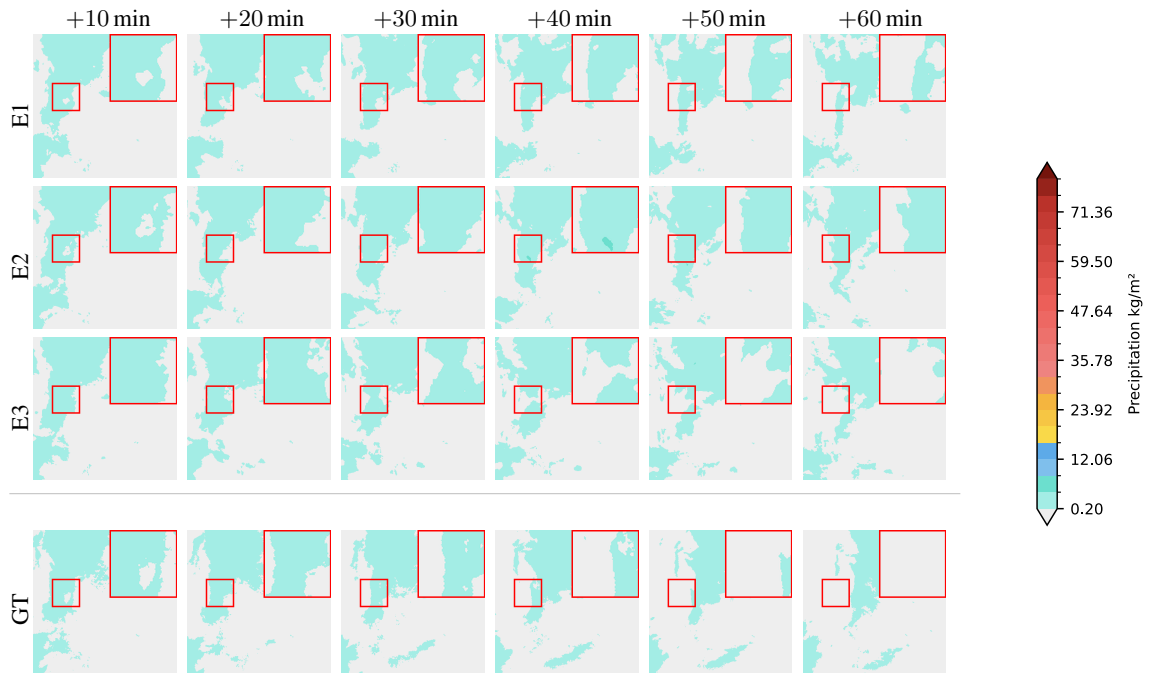 +10 min +20 min +30 min +40 min +50 min +60 min
E1
E2
E3
GT
71.36
59.50
47.64
35.78
23.92
12.06
0.20
Precipitation kg/m²